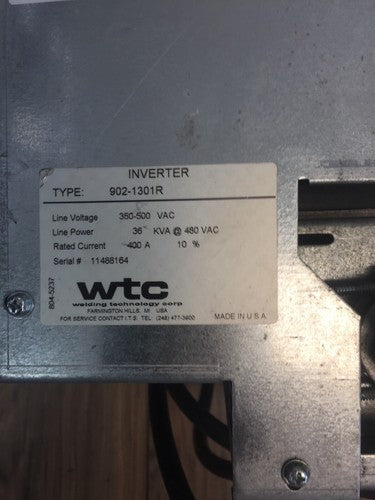 INVERTER
TYPE: 902-1301R
Line Voltage 360-500 VAC
Line Power 36 KVA @ 480 VAC
Rated Current 400 A 10 %
Serial # 11488164
804-5237
wtc
welding technology corp
FARMINGTON HILLS, MI USA
FOR SERVICE CONTACT I.T.S. TEL: (248) 477-3900
MADE IN U S A